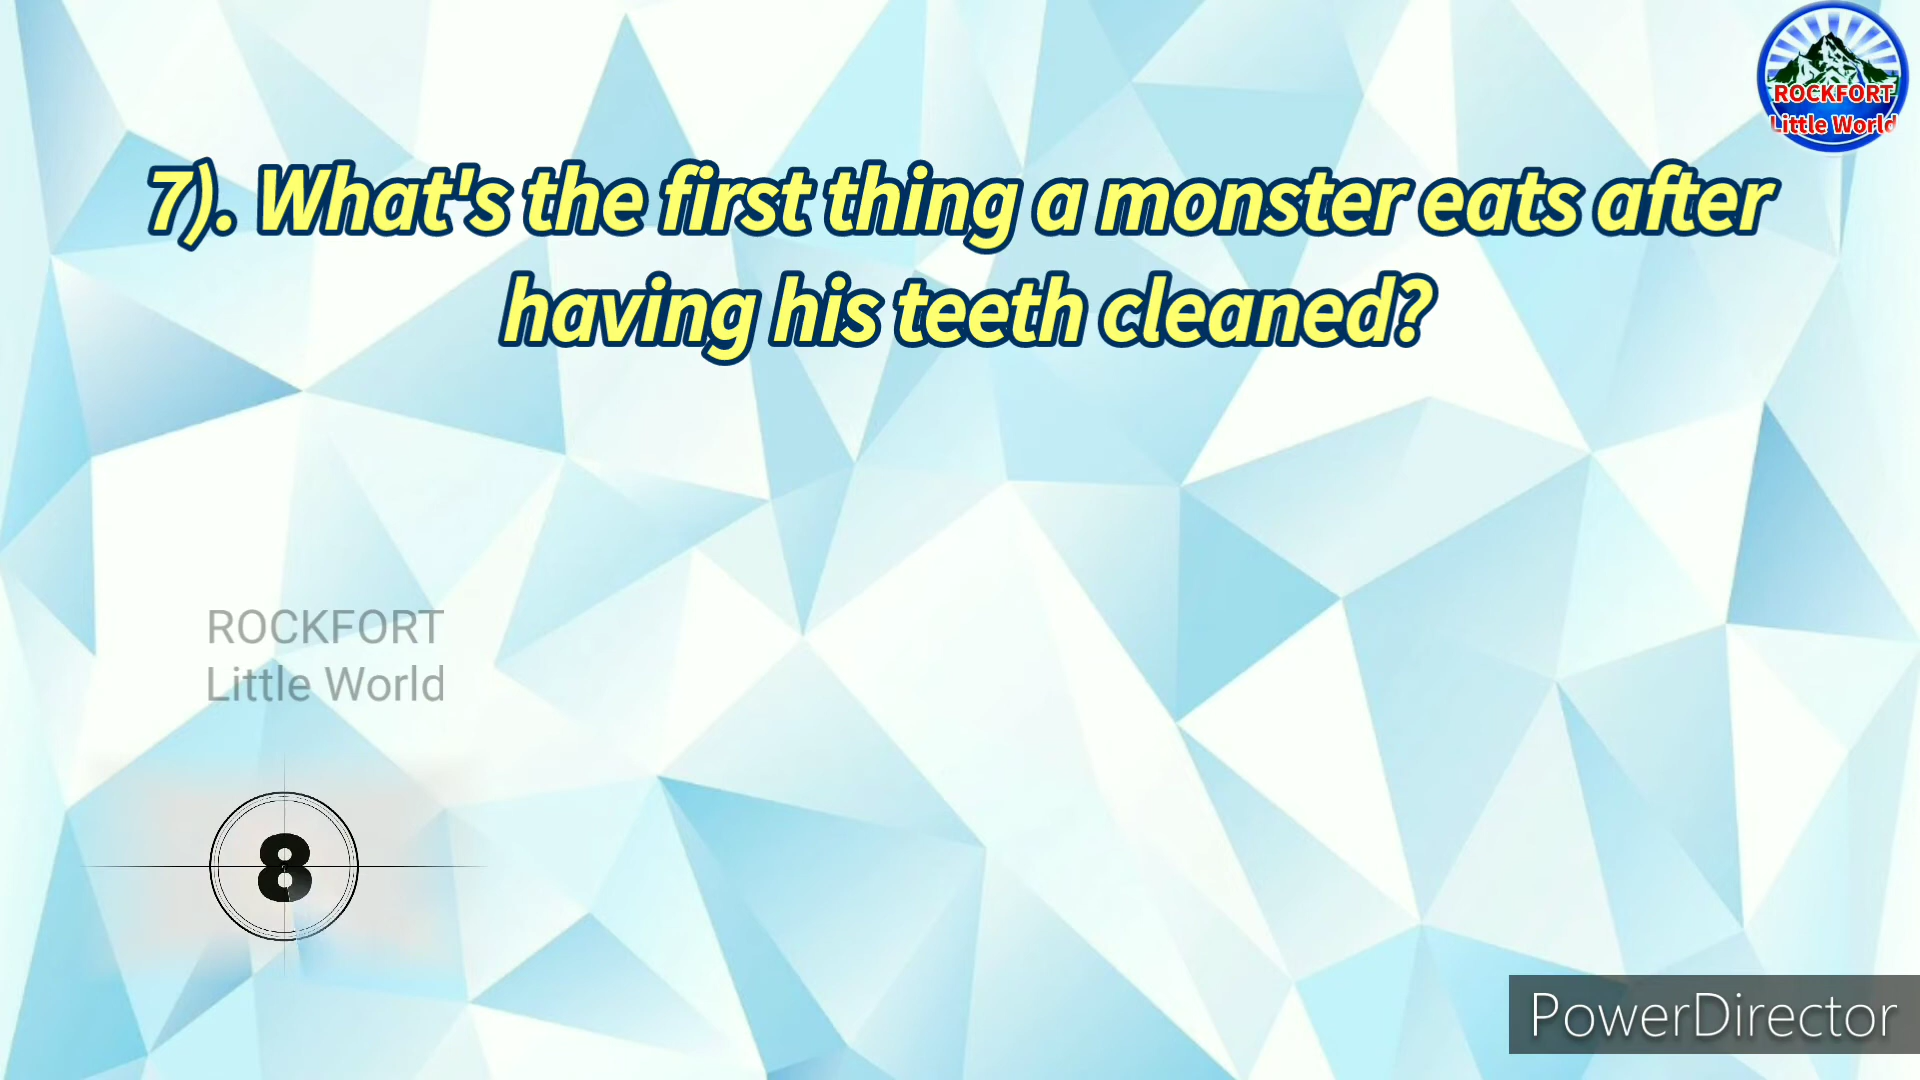 ROCKFORT
Little World
7). What's the first thing a monster eats after
having his teeth cleaned?
ROCKFORT
Little World
8
PowerDirector